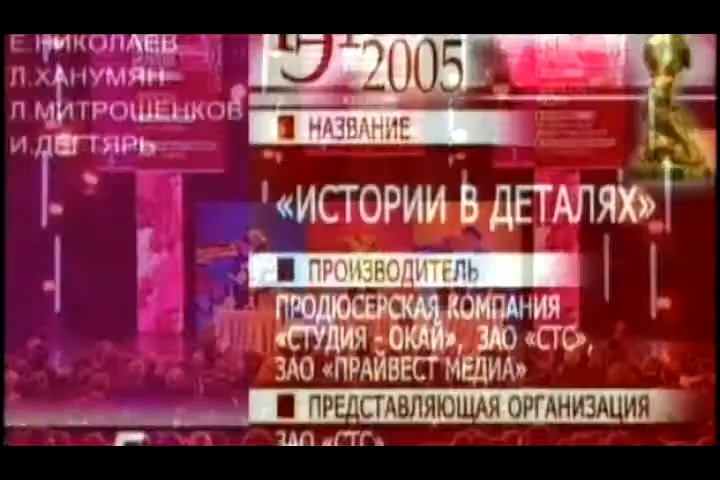 Е.НИКОЛАЕВ
Л.ХАНУМЯН
Л.МИТРОШЕНКОВ
И.ДЕГТЯРЬ
ТЭФИ
2005
НАЗВАНИЕ
«ИСТОРИИ В ДЕТАЛЯХ»
ПРОИЗВОДИТЕЛЬ
ПРОДЮСЕРСКАЯ КОМПАНИЯ
«СТУДИЯ - ОКАЙ», ЗАО «СТС»,
ЗАО «ПРАЙВЕСТ МЕДИА»
ПРЕДСТАВЛЯЮЩАЯ ОРГАНИЗАЦИЯ
ЗАО «СТС»